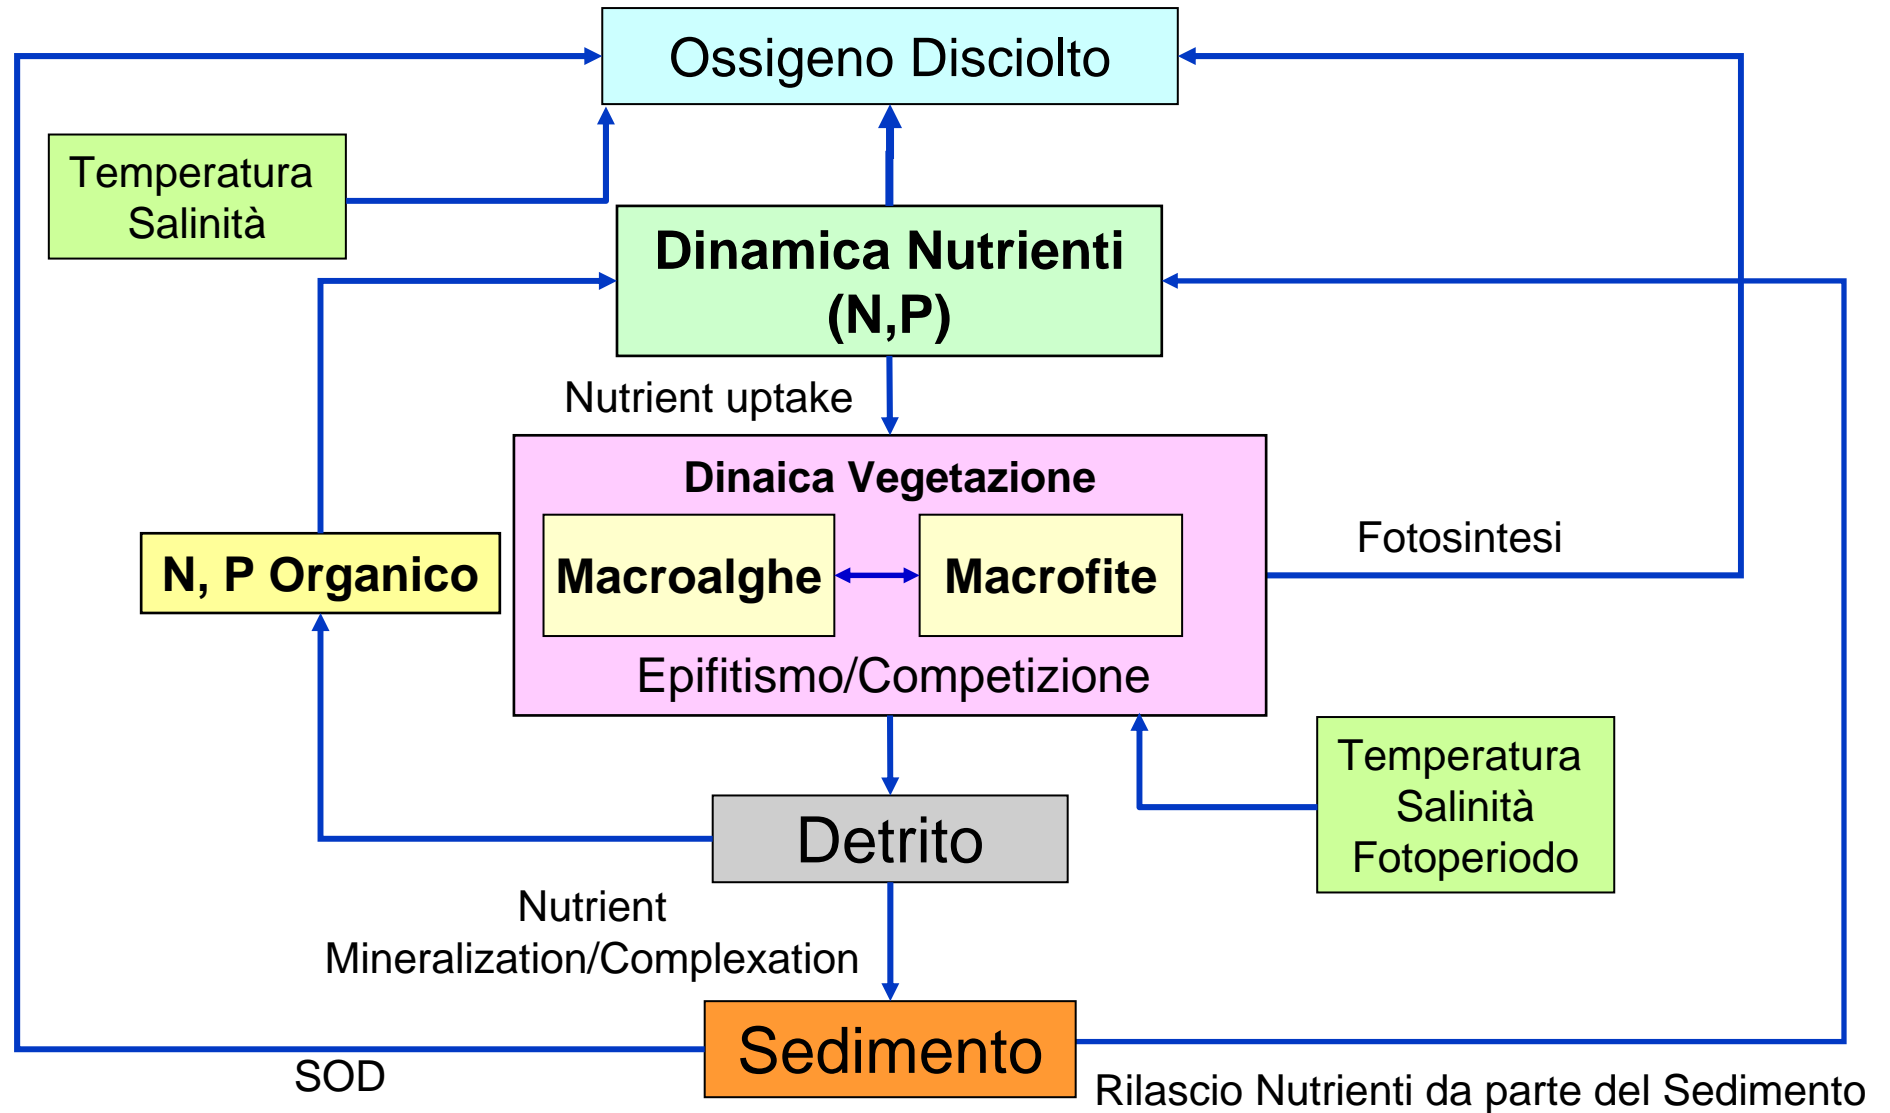 Ossigeno Disciolto
Temperatura
Salinità
Dinamica Nutrienti
(N,P)
Nutrient uptake
Dinaica Vegetazione
Fotosintesi
N, P Organico
Macroalghe
Macrofite
Epifitismo/Competizione
Temperatura
Salinità
Fotoperiodo
Detrito
Nutrient
Mineralization/Complexation
Sedimento
SOD
Rilascio Nutrienti da parte del Sedimento